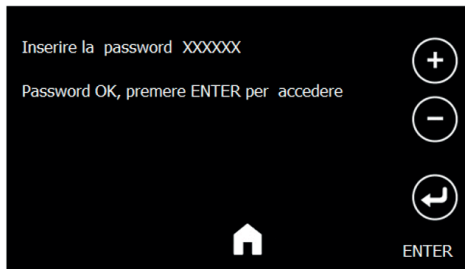 Inserire la password XXXXXX
Password OK, premere ENTER per accedere
ENTER